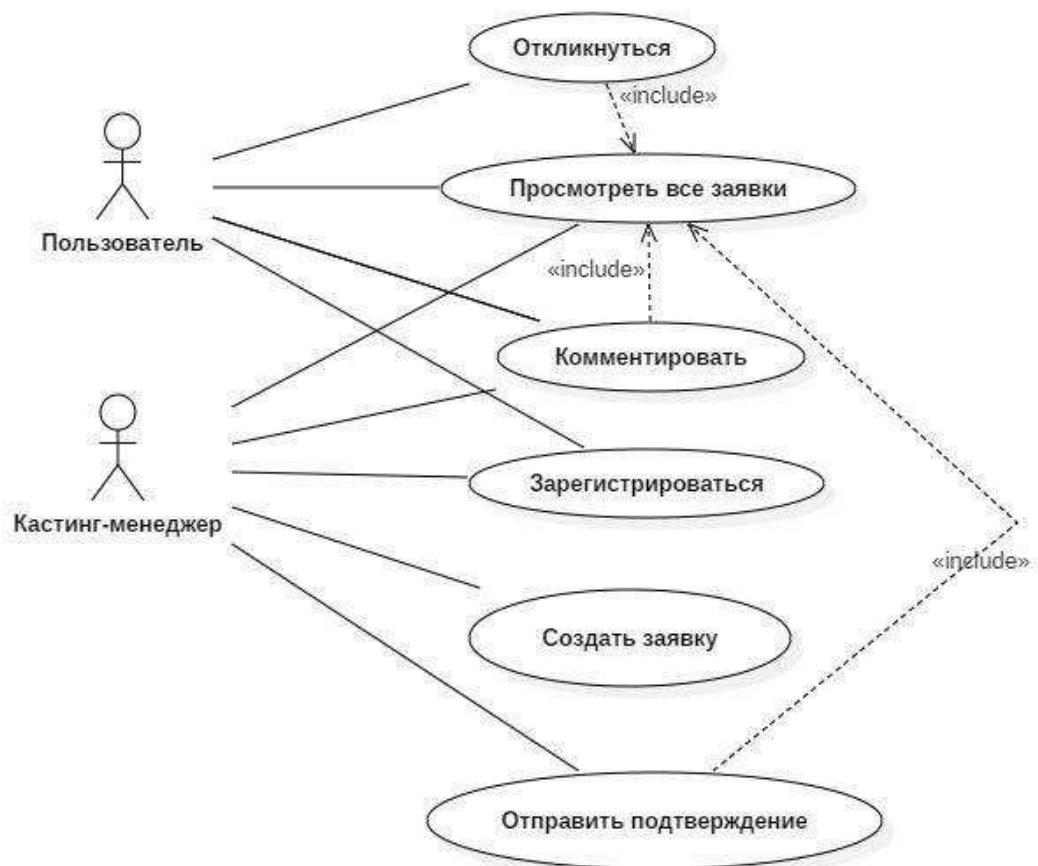 Откликнуться
«include»
Просмотреть все заявки
Пользователь
«include»
Комментировать
Зарегистрироваться
Кастинг-менеджер
«include»
Создать заявку
Отправить подтверждение